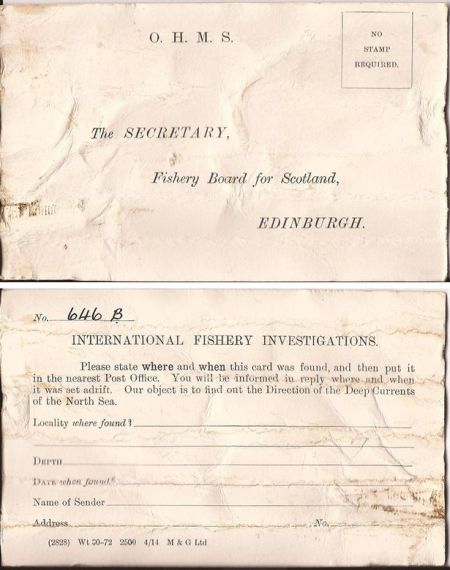 O. H. M. S.
NO
STAMP
REQUIRED.
The SECRETARY,
Fishery Board for Scotland,
EDINBURGH.
No. 646 B
INTERNATIONAL FISHERY INVESTIGATIONS.
Please state where and when this card was found, and then put it
in the nearest Post Office. You will be informed in reply where and when
it was set adrift. Our object is to find out the Direction of the Deep Currents
of the North Sea.
Locality where found?
DEPTH
DATE when found?
Name of Sender
Address No.
(2828) Wt 30-72 2500 4/14 M & G Ltd